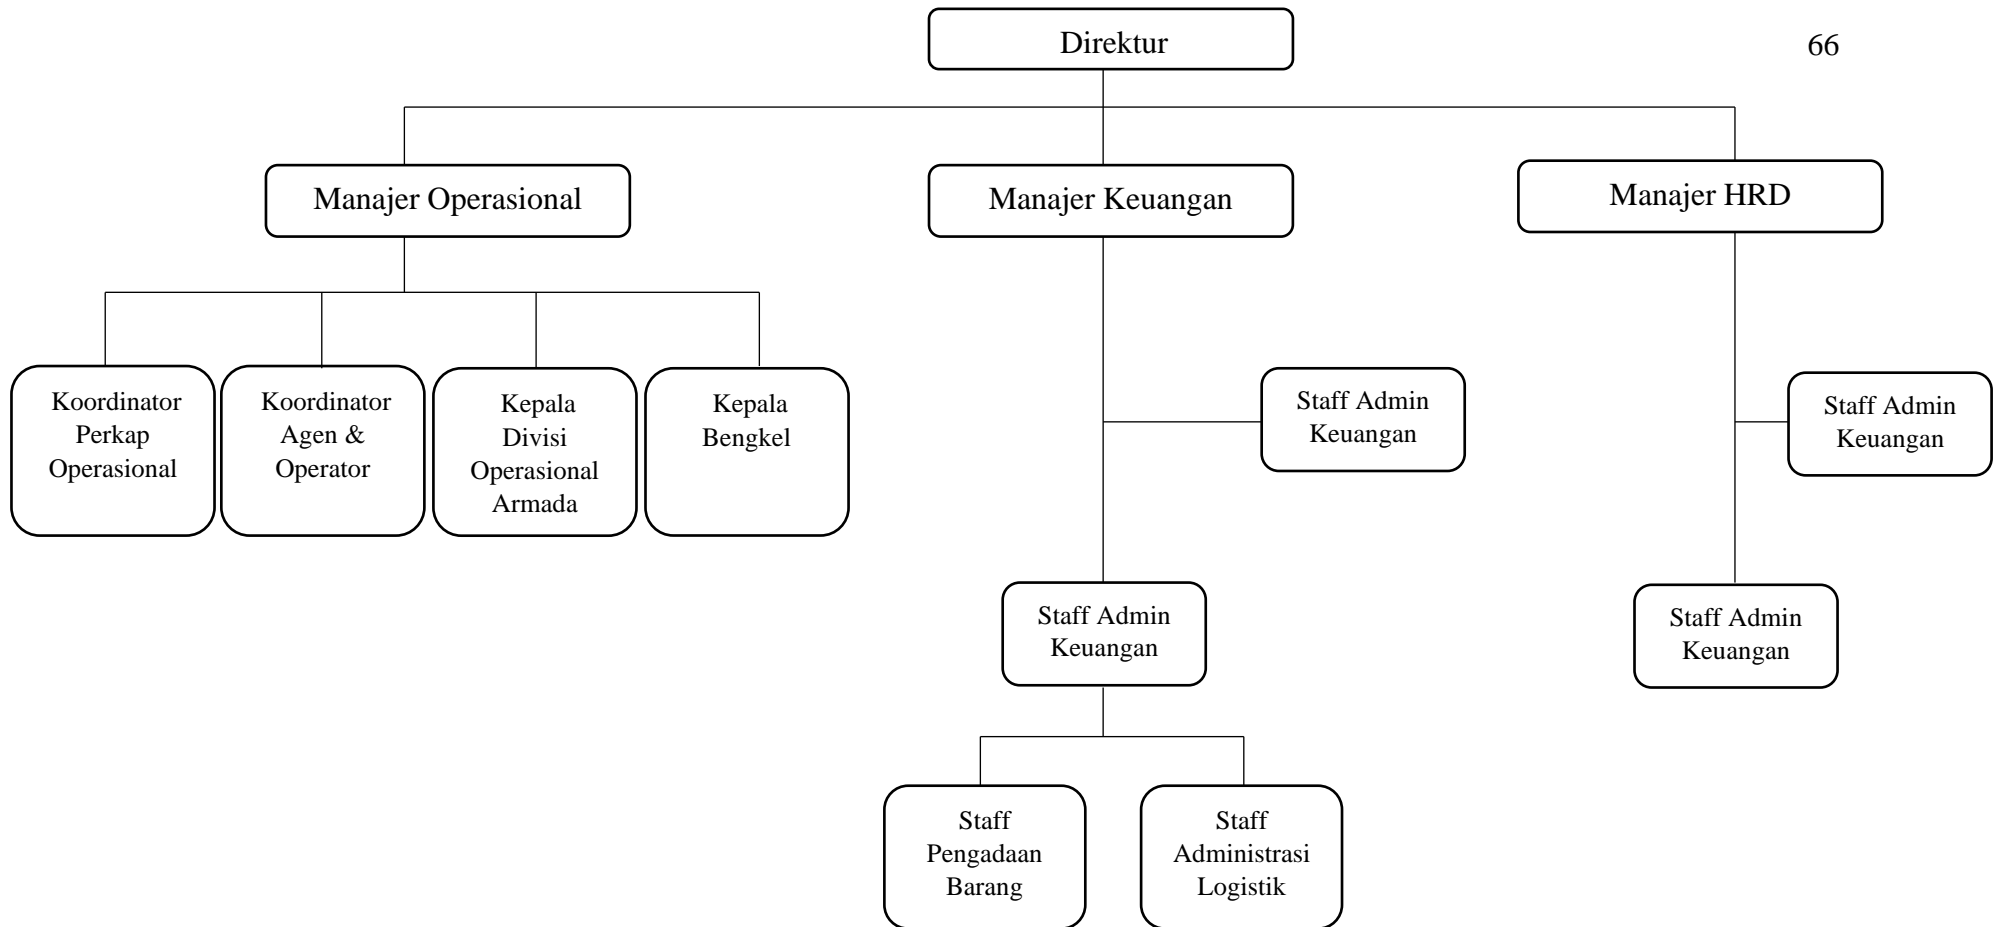 Direktur
66
Manajer Operasional
Manajer Keuangan
Manajer HRD
Koordinator
Perkap
Operasional
Koordinator
Agen &
Operator
Kepala
Divisi
Operasional
Armada
Kepala
Bengkel
Staff Admin
Keuangan
Staff Admin
Keuangan
Staff Admin
Keuangan
Staff Admin
Keuangan
Staff
Pengadaan
Barang
Staff
Administrasi
Logistik